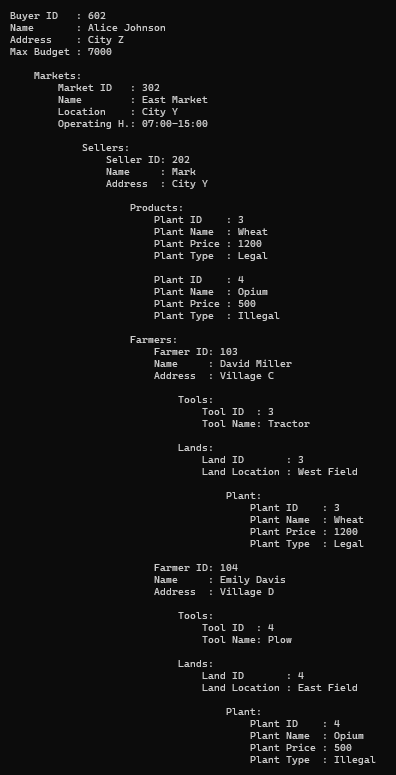 Buyer ID   : 602
Name       : Alice Johnson
Address    : City Z
Max Budget : 7000
Markets:
Market ID   : 302
Name        : East Market
Location    : City Y
Operating H.: 07:00-15:00
Sellers:
Seller ID: 202
Name     : Mark
Address  : City Y
Products:
Plant ID    : 3
Plant Name  : Wheat
Plant Price : 1200
Plant Type  : Legal
Plant ID    : 4
Plant Name  : Opium
Plant Price : 500
Plant Type  : Illegal
Farmers:
Farmer ID: 103
Name     : David Miller
Address  : Village C
Tools:
Tool ID  : 3
Tool Name: Tractor
Lands:
Land ID       : 3
Land Location : West Field
Plant:
Plant ID    : 3
Plant Name  : Wheat
Plant Price : 1200
Plant Type  : Legal
Farmer ID: 104
Name     : Emily Davis
Address  : Village D
Tools:
Tool ID  : 4
Tool Name: Plow
Lands:
Land ID       : 4
Land Location : East Field
Plant:
Plant ID    : 4
Plant Name  : Opium
Plant Price : 500
Plant Type  : Illegal